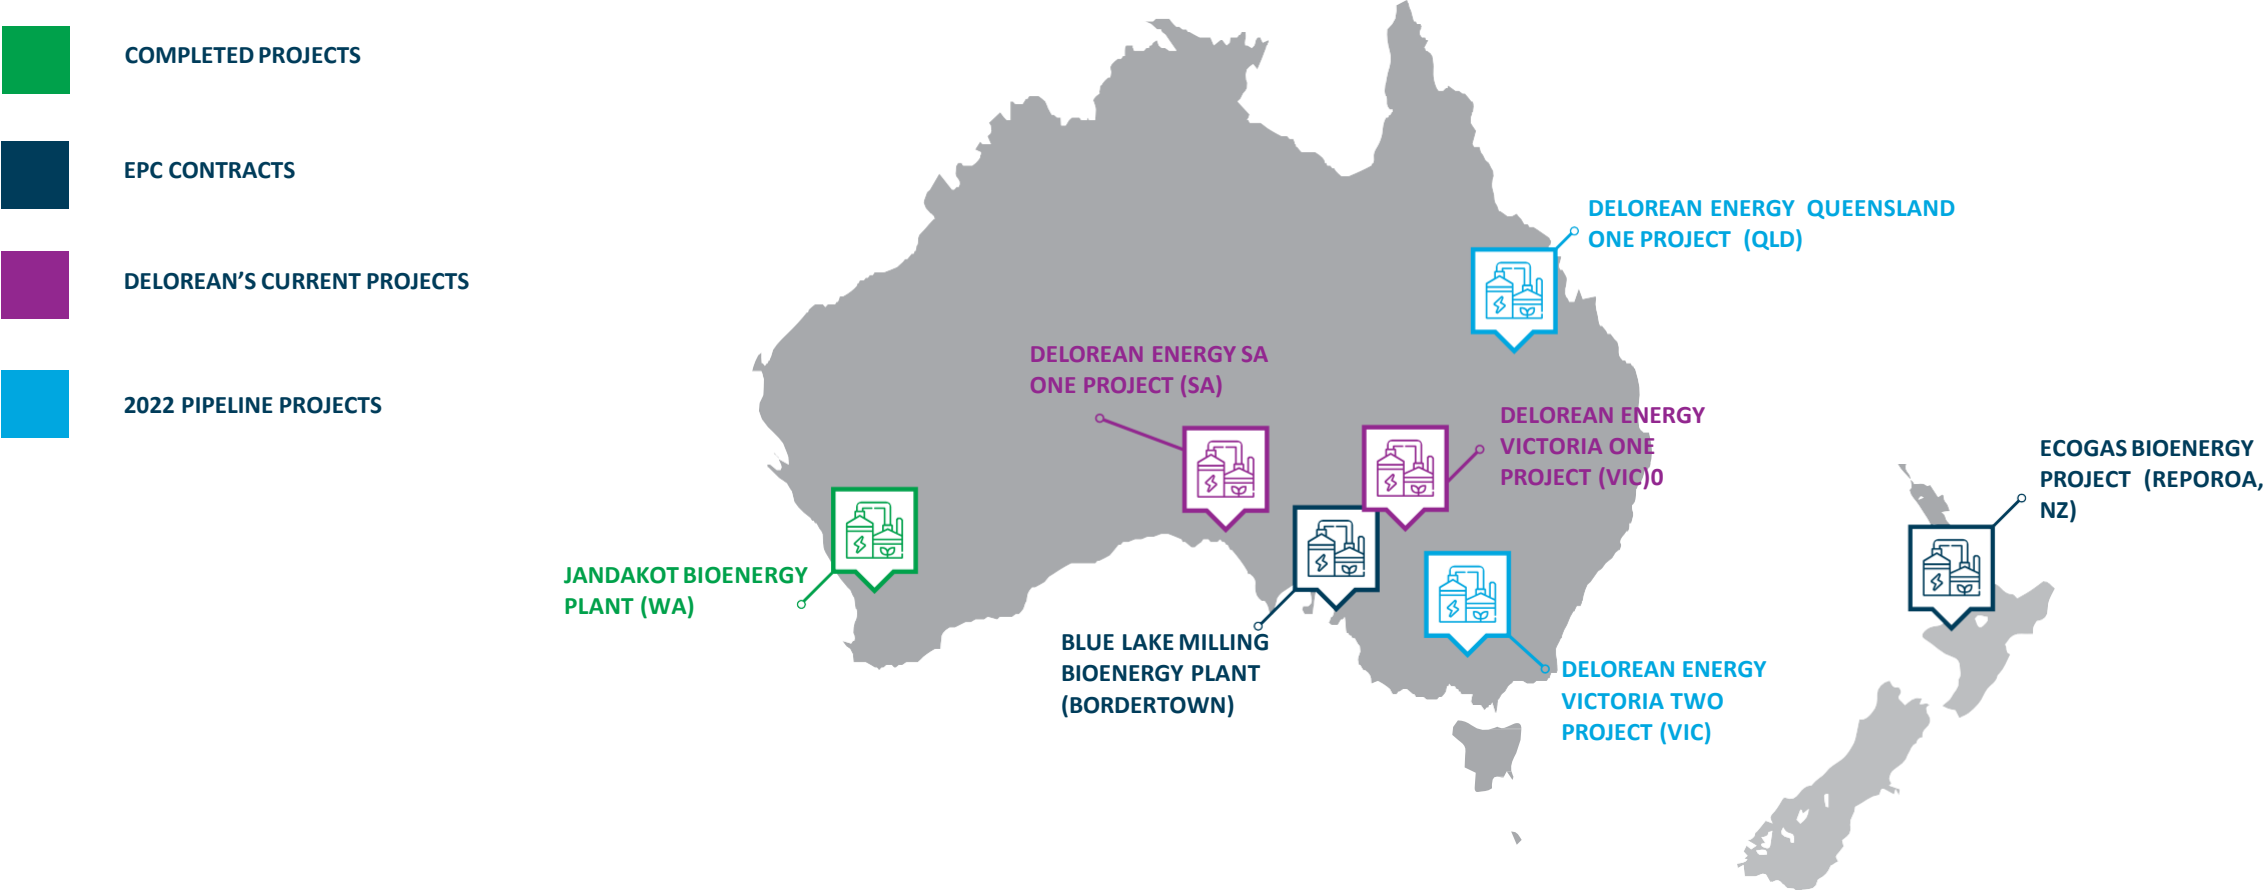 COMPLETED PROJECTS
EPC CONTRACTS
DELOREAN'S CURRENT PROJECTS
2022 PIPELINE PROJECTS
DELOREAN ENERGY QUEENSLAND
ONE PROJECT (QLD)
DELOREAN ENERGY SA
ONE PROJECT (SA)
DELOREAN ENERGY
VICTORIA ONE
PROJECT (VIC)0
ECOGAS BIOENERGY
PROJECT (REPOROA,
NZ)
JANDAKOT BIOENERGY
PLANT (WA)
BLUE LAKE MILLING
BIOENERGY PLANT
(BORDERTOWN)
DELOREAN ENERGY
VICTORIA TWO
PROJECT (VIC)